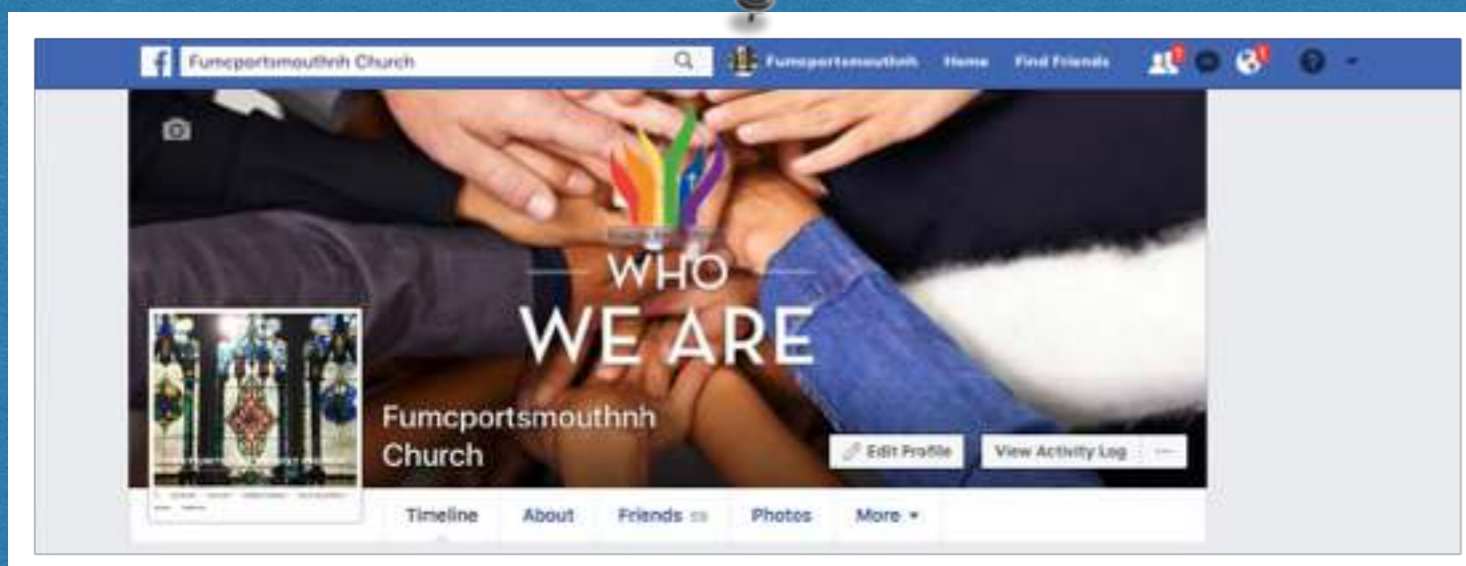 f Fumcportsmouthnh Church
Fumcportsmouthnh Home Find Friends
WHO
WE ARE
Fumcportsmouthnh
Church
Edit Profile View Activity Log ...
Timeline About Friends Photos More